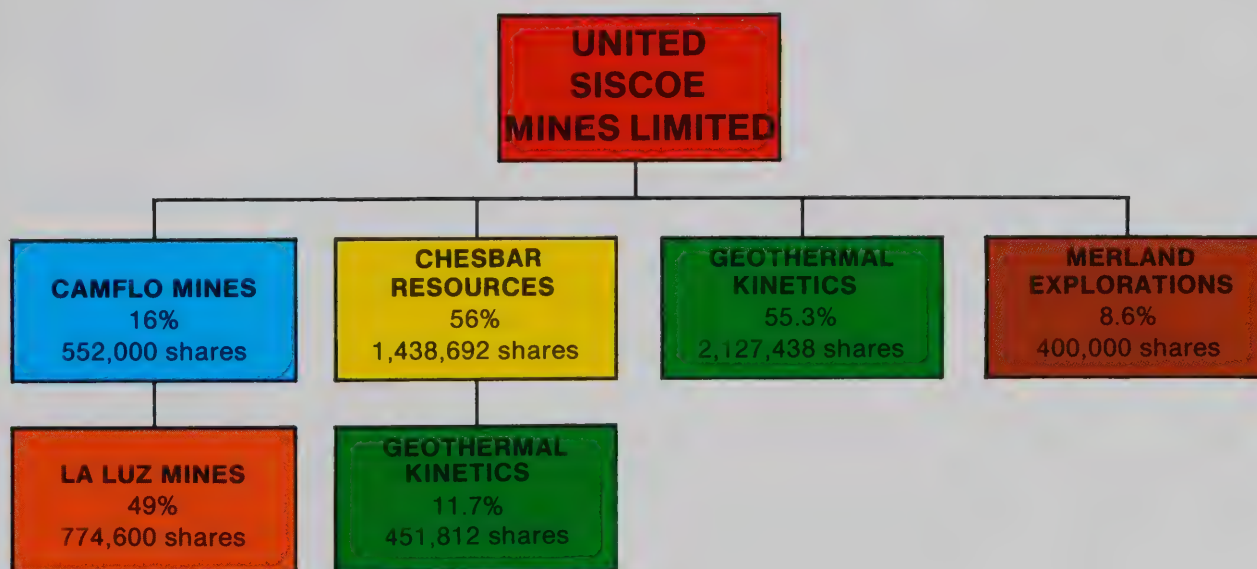 UNITED
SISCOE
MINES LIMITED
CAMFLO MINES
16%
552,000 shares
CHESBAR
RESOURCES
56%
1,438,692 shares
GEOTHERMAL
KINETICS
55.3%
2,127,438 shares
MERLAND
EXPLORATIONS
8.6%
400,000 shares
LA LUZ MINES
49%
774,600 shares
GEOTHERMAL
KINETICS
11.7%
451,812 shares